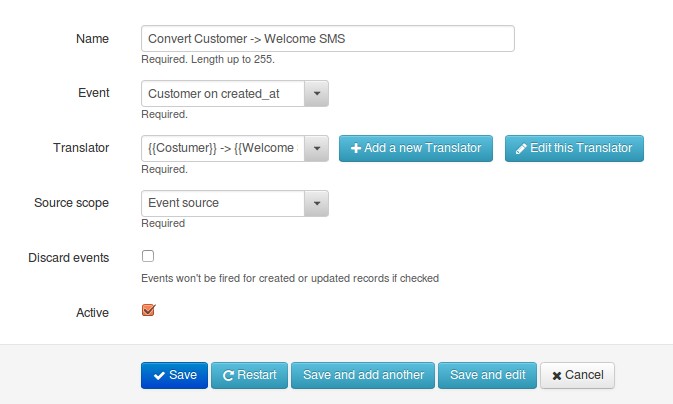 Name Convert Customer -> Welcome SMS
Required. Length up to 255.
Event Customer on created_at
Required.
Translator {{Costumer}} -> {{Welcome Add a new Translator Edit this Translator
Required.
Source scope Event source
Required
Discard events
Events won't be fired for created or updated records if checked
Active
Save Restart Save and add another Save and edit Cancel